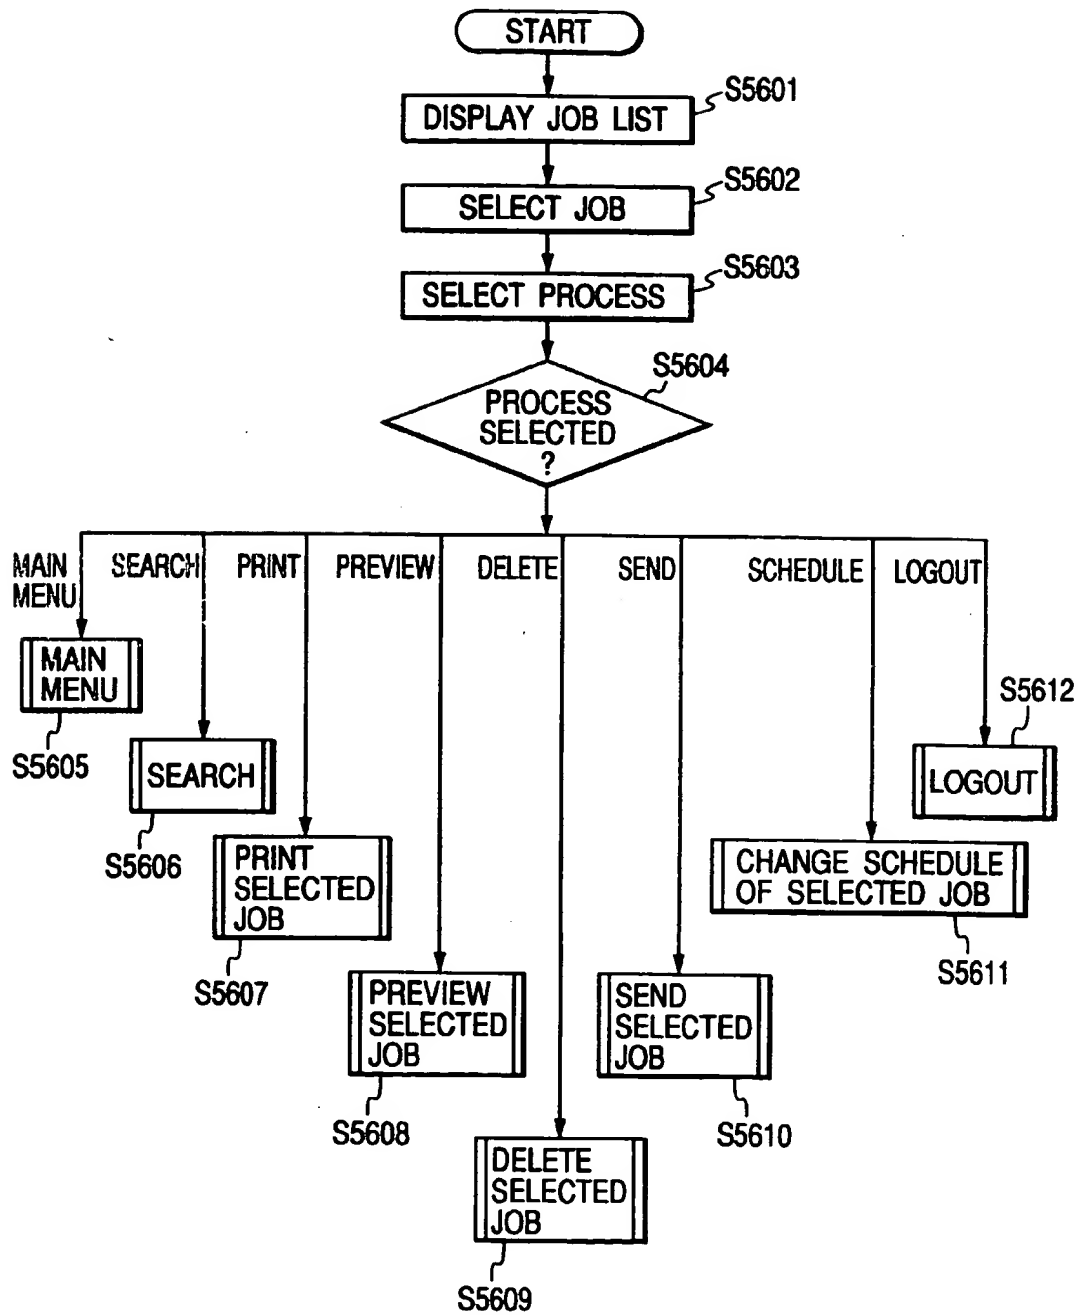 START
S5601
DISPLAY JOB LIST
S5602
SELECT JOB
S5603
SELECT PROCESS
S5604
PROCESS
SELECTED
?
MAIN
MENU
SEARCH
PRINT
PREVIEW
DELETE
SEND
SCHEDULE
LOGOUT
MAIN
MENU
S5605
SEARCH
S5606
PRINT
SELECTED
JOB
S5607
PREVIEW
SELECTED
JOB
S5608
DELETE
SELECTED
JOB
S5609
SEND
SELECTED
JOB
S5610
CHANGE SCHEDULE
OF SELECTED JOB
S5611
S5612
LOGOUT